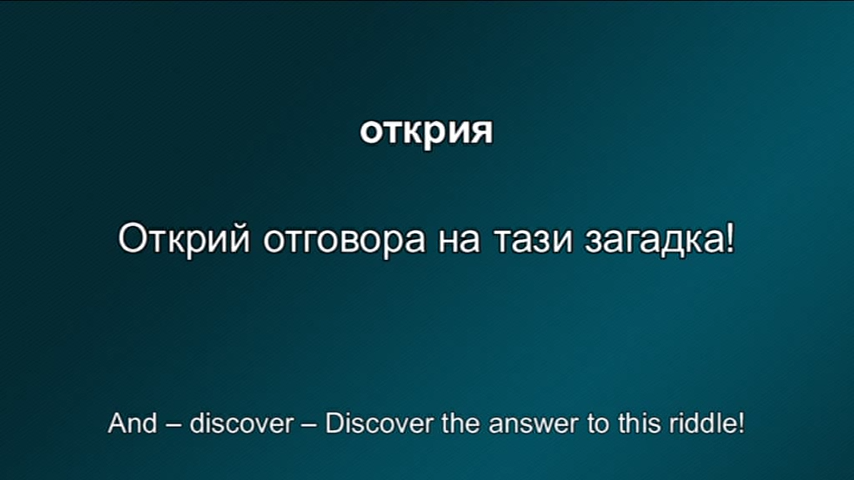 открия
Открий отговора на тази загадка!
And – discover – Discover the answer to this riddle!